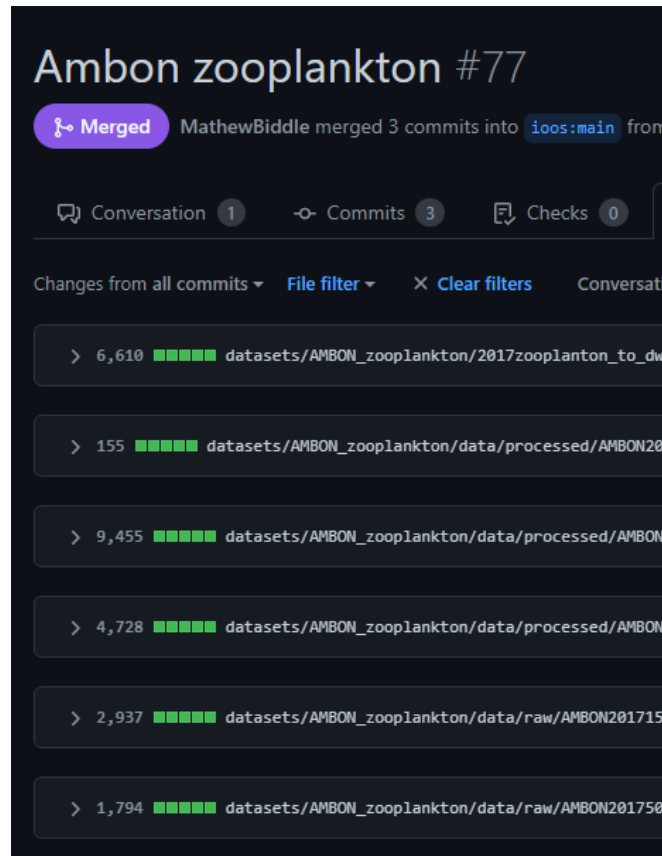 Ambon zooplankton #77
Merged MathewBiddle merged 3 commits into ioos:main from
Conversation 1 Commits 3 Checks 0
Changes from all commits File filter Clear filters Conversati
6,610 datasets/AMBON_zooplankton/2017zooplanton_to_dw
155 datasets/AMBON_zooplankton/data/processed/AMBON20
9,455 datasets/AMBON_zooplankton/data/processed/AMBON
4,728 datasets/AMBON_zooplankton/data/processed/AMBON
2,937 datasets/AMBON_zooplankton/data/raw/AMBON201715
1,794 datasets/AMBON_zooplankton/data/raw/AMBON201750